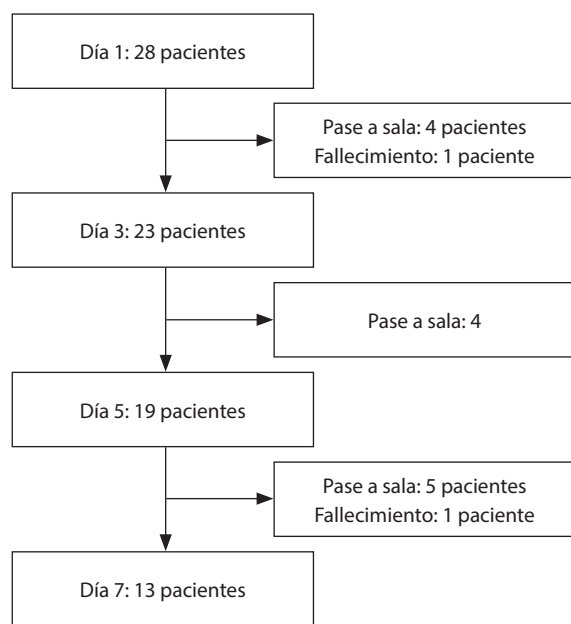 Día 1: 28 pacientes
Pase a sala: 4 pacientes
Fallecimiento: 1 paciente
Día 3: 23 pacientes
Pase a sala: 4
Día 5: 19 pacientes
Pase a sala: 5 pacientes
Fallecimiento: 1 paciente
Día 7: 13 pacientes